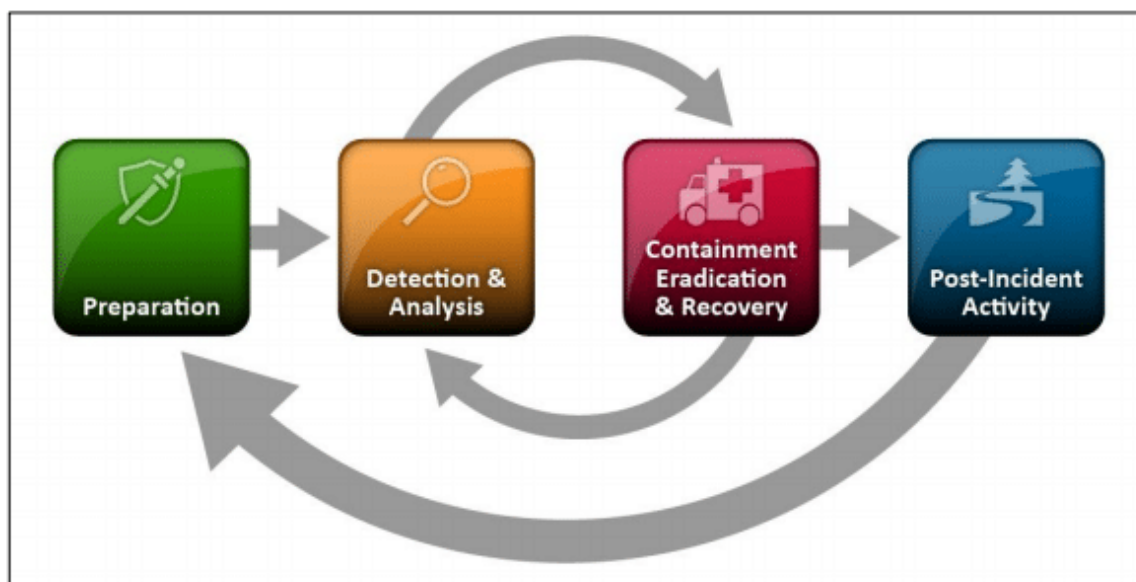 Preparation
Detection &
Analysis
Containment
Eradication
& Recovery
Post-Incident
Activity